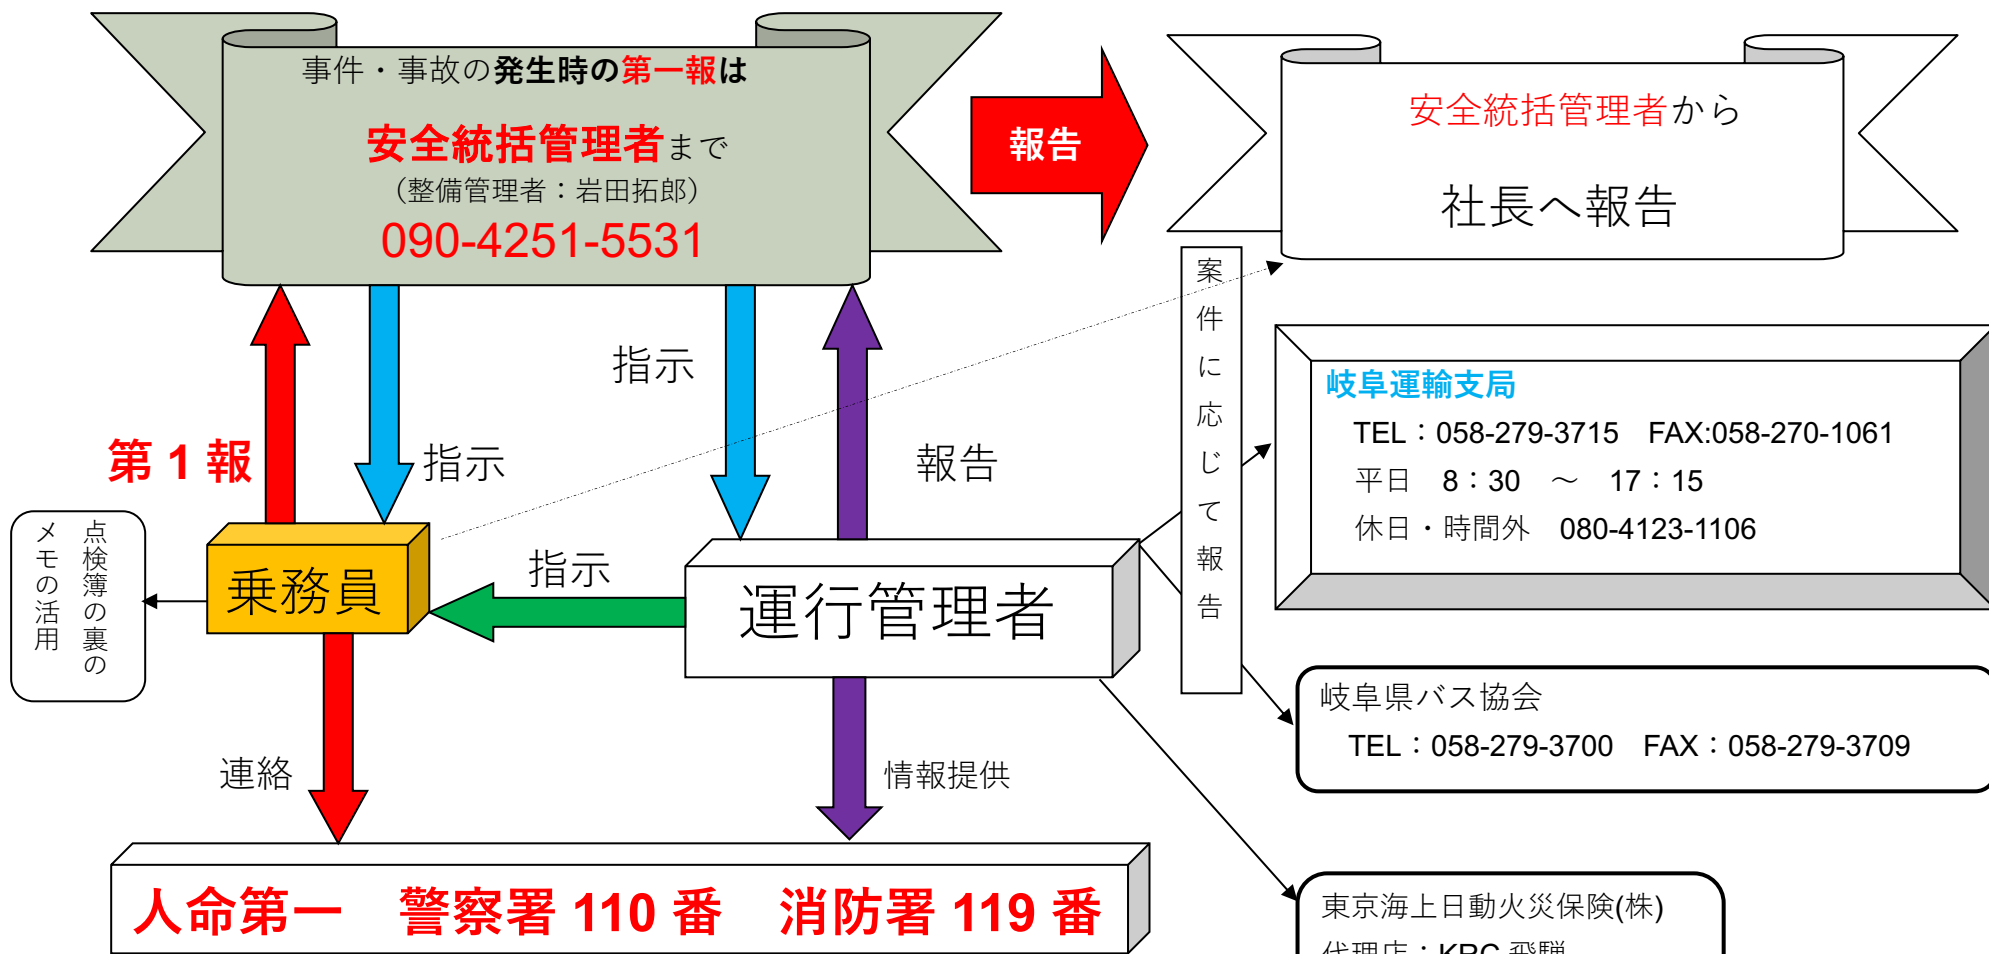 事件・事故の発生時の第一報は
安全統括管理者まで
（整備管理者：岩田拓郎）
090-4251-5531
報告
安全統括管理者から
社長へ報告
案件に応じて報告
指示
第1報
指示
報告
岐阜運輸支局
TEL：058-279-3715　FAX:058-270-1061
平日　8：30　～　17：15
休日・時間外　080-4123-1106
点検簿の裏の
メモの活用
乗務員
指示
運行管理者
岐阜県バス協会
TEL：058-279-3700　FAX：058-279-3709
連絡
情報提供
人命第一　警察署 110 番　消防署 119 番
東京海上日動火災保険(株)
代理店：KRC 飛騨